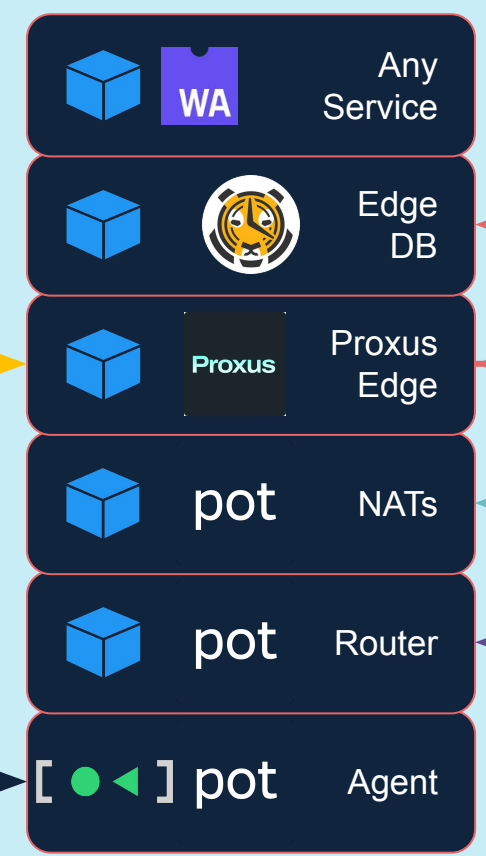 WA
Any
Service
Edge
DB
Proxus
Proxus
Edge
pot
NATs
pot
Router
[ ] pot
Agent